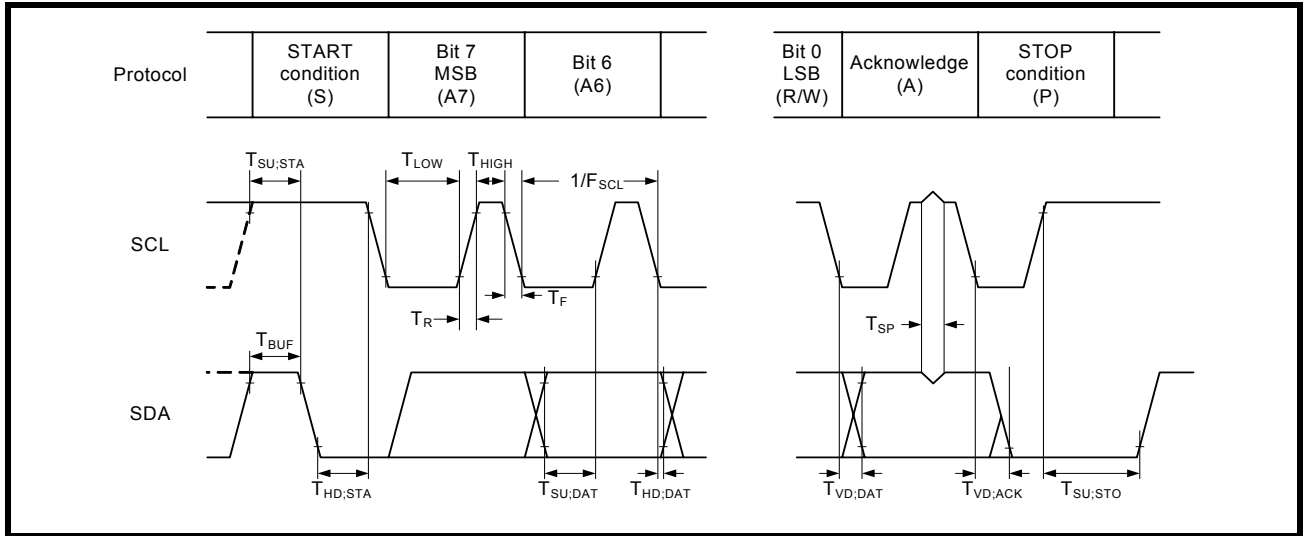 Protocol
START
condition
(S)
Bit 7
MSB
(A7)
Bit 6
(A6)
Bit 0
LSB
(R/W)
Acknowledge
(A)
STOP
condition
(P)
TSU;STA
TLOW
THIGH
1/FSCL
SCL
TF
TR
TSP
TBUF
SDA
THD;STA
TSU;DAT
THD;DAT
TVD;DAT
TVD;ACK
TSU;STO